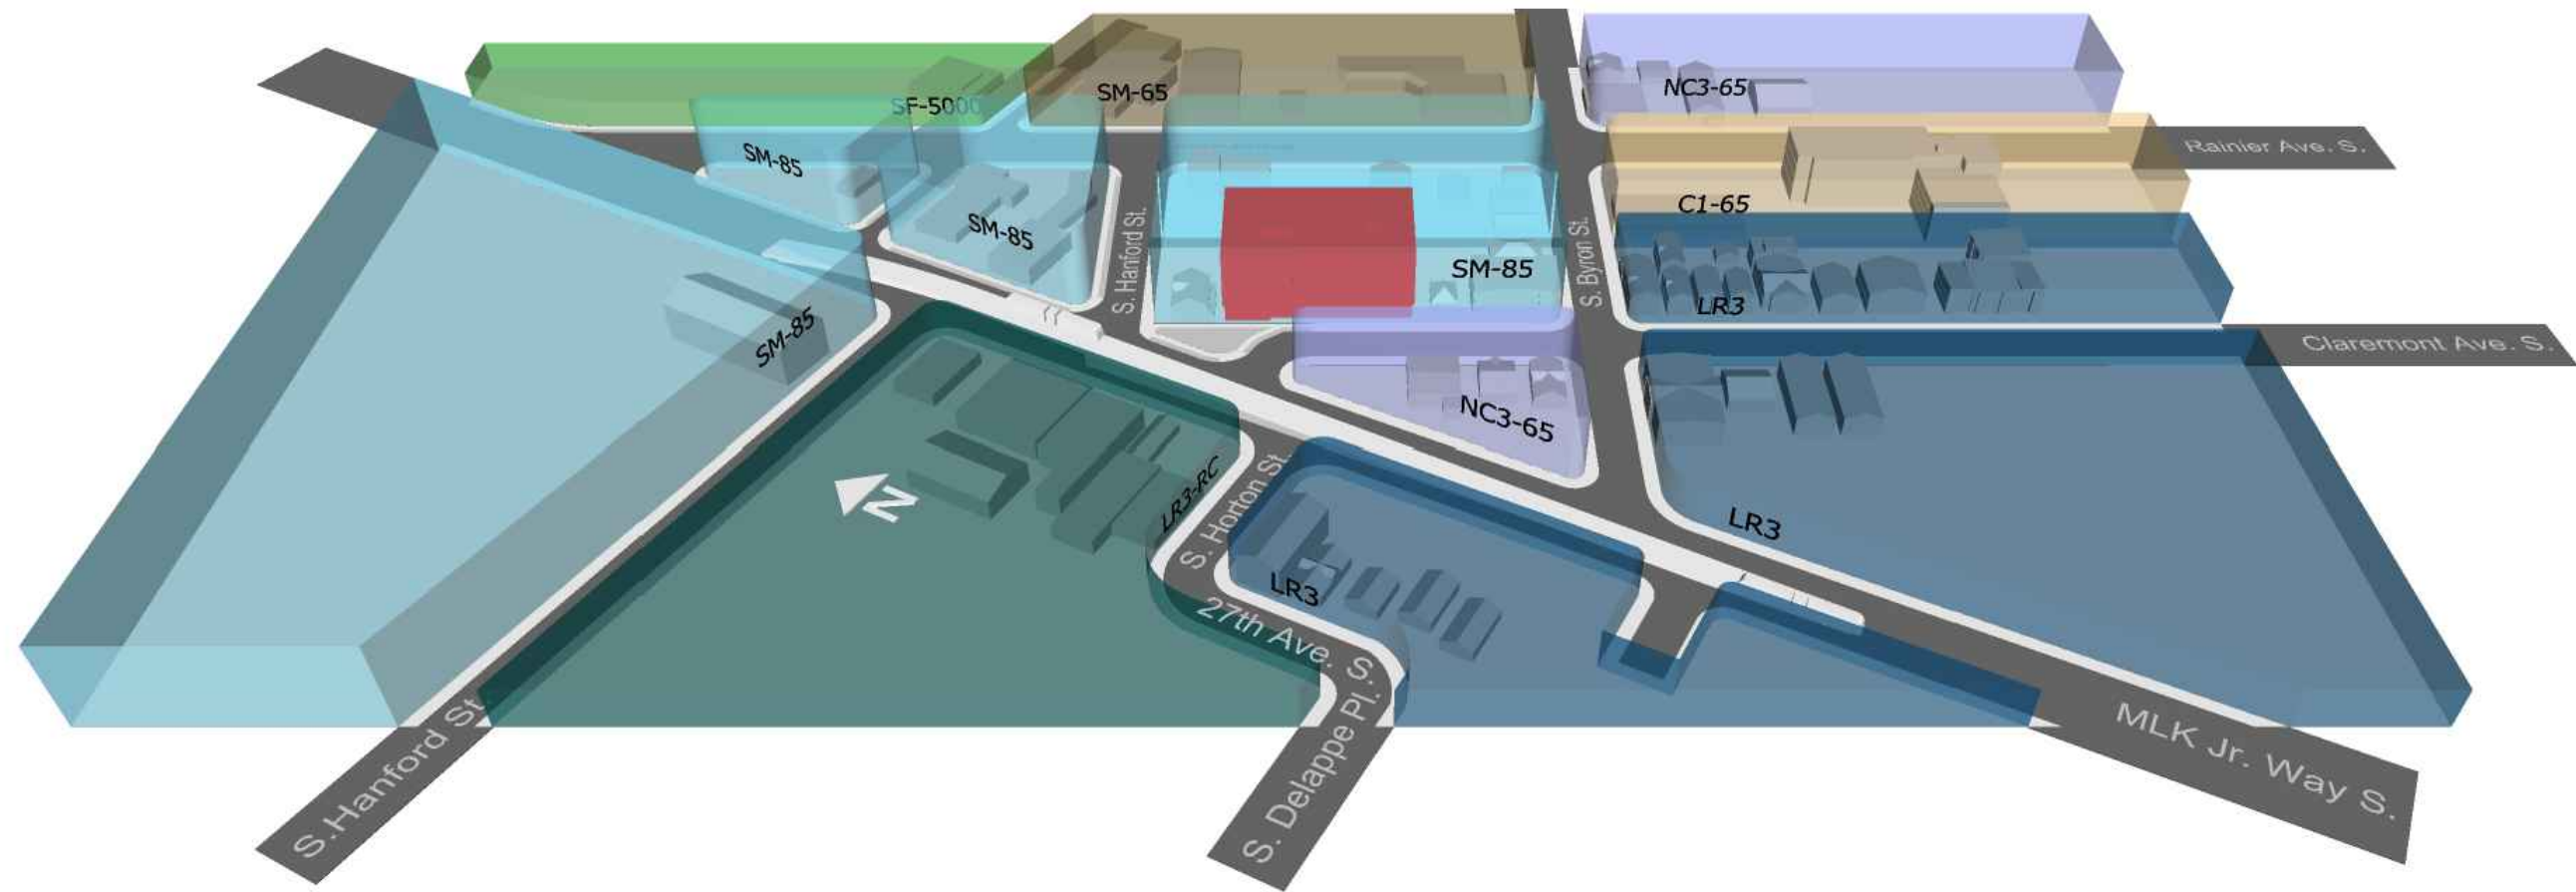 NC3-65
SM-65
SF-5000
Rainier Ave. S.
SM-85
C1-65
SM-85
S. Hanford St.
S. Byron St.
SM-85
LR3
SM-85
Claremont Ave. S.
NC3-65
LR3-RC
S. Horton St.
N
LR3
LR3
27th Ave. S.
S. Delappe Pl.
S.Hanford St.
MLK Jr. Way S.